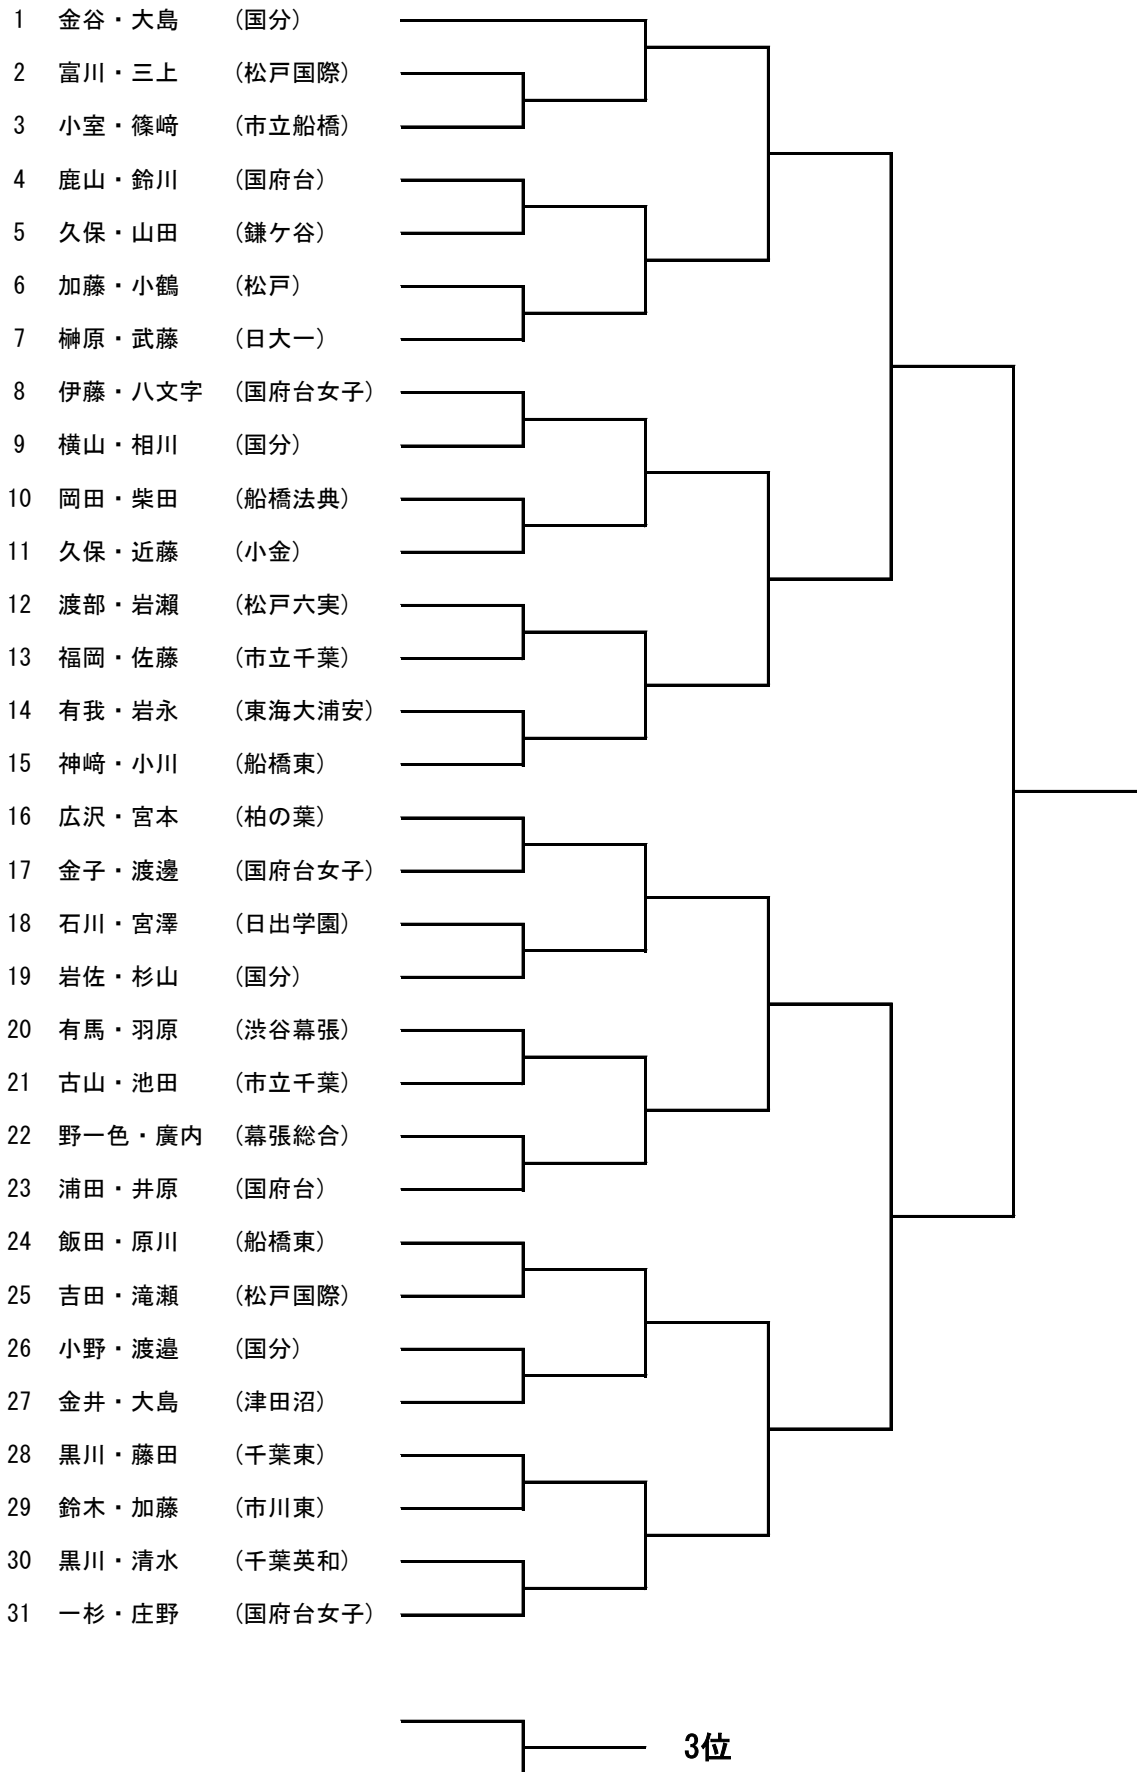 1 金谷・大島 (国分)
2 富川・三上 (松戸国際)
3 小室・篠﨑 (市立船橋)
4 鹿山・鈴川 (国府台)
5 久保・山田 (鎌ケ谷)
6 加藤・小鶴 (松戸)
7 榊原・武藤 (日大一)
8 伊藤・八文字 (国府台女子)
9 横山・相川 (国分)
10 岡田・柴田 (船橋法典)
11 久保・近藤 (小金)
12 渡部・岩瀬 (松戸六実)
13 福岡・佐藤 (市立千葉)
14 有我・岩永 (東海大浦安)
15 神﨑・小川 (船橋東)
16 広沢・宮本 (柏の葉)
17 金子・渡邊 (国府台女子)
18 石川・宮澤 (日出学園)
19 岩佐・杉山 (国分)
20 有馬・羽原 (渋谷幕張)
21 古山・池田 (市立千葉)
22 野一色・廣内 (幕張総合)
23 浦田・井原 (国府台)
24 飯田・原川 (船橋東)
25 吉田・滝瀬 (松戸国際)
26 小野・渡邉 (国分)
27 金井・大島 (津田沼)
28 黒川・藤田 (千葉東)
29 鈴木・加藤 (市川東)
30 黒川・清水 (千葉英和)
31 一杉・庄野 (国府台女子)
3位